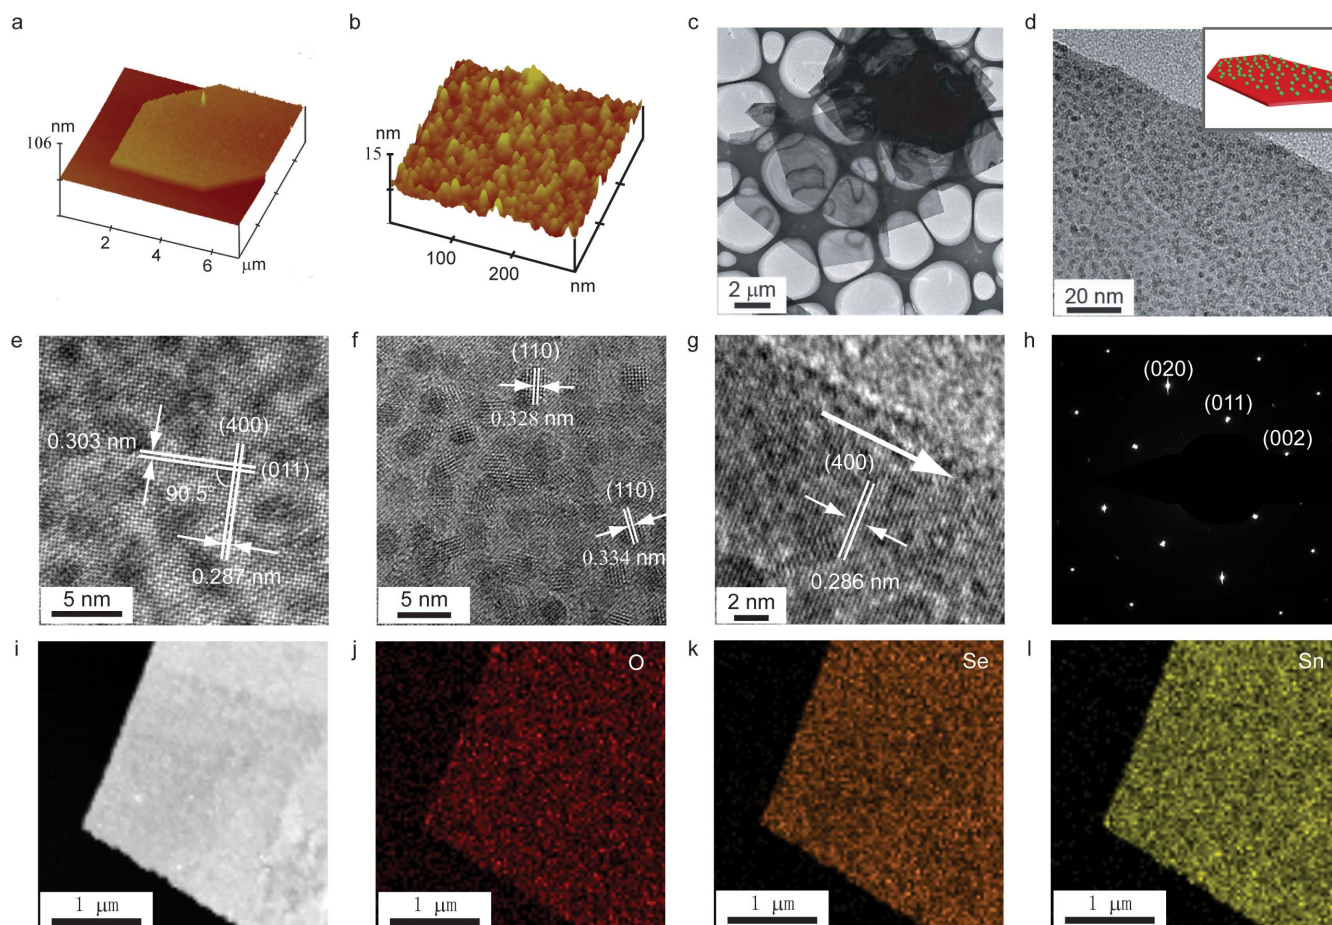 a
b
c
d
nm
106
2
4
6
μm
nm
15
100
200
nm
2 μm
20 nm
e
f
g
h
0.303 nm
(400)
(011)
90.5°
0.287 nm
5 nm
(110)
0.328 nm
(110)
0.334 nm
5 nm
(400)
0.286 nm
2 nm
(020)
(011)
(002)
i
j
k
l
O
Se
Sn
1 μm
1 μm
1 μm
1 μm